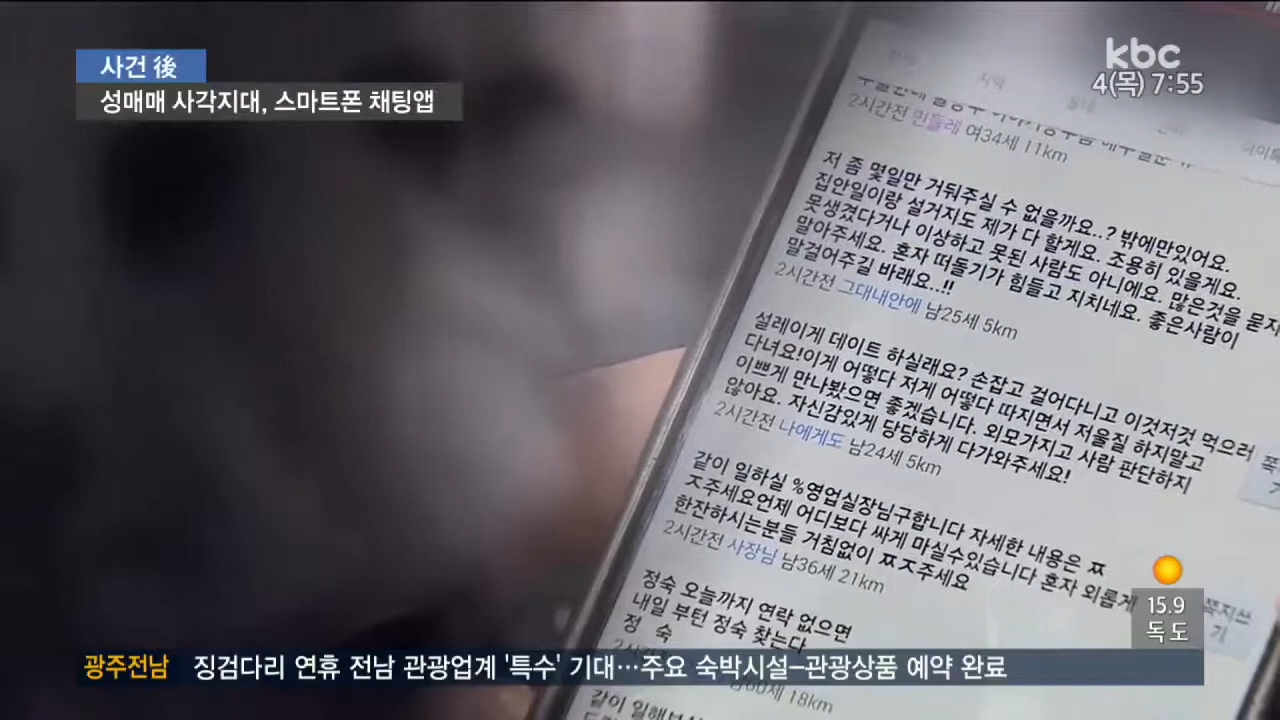 사건 後
성매매 사각지대, 스마트폰 채팅앱
kbc
4(목) 7:55
지역
2시간전 민들레 여34세 11km
저 좀 몇일만 거둬주실 수 없을까요..? 밖에만있어요.
집안일이랑 설거지도 제가 다 할게요. 조용히 있을게요.
못생겼다거나 이상하고 못된 사람도 아니에요. 많은것을 묻지
말아주세요. 혼자 떠돌기가 힘들고 지치네요. 좋은사람이
말걸어주길 바래요..!!
2시간전 그대내안에 남25세 5km
설레이게 데이트 하실래요? 손잡고 걸어다니고 이것저것 먹으러
다녀요!이게 어떻다 저게 어떻다 따지면서 저울질 하지말고
이쁘게 만나봤으면 좋겠습니다. 외모가지고 사람 판단하지
않아요. 자신감있게 당당하게 다가와주세요!
2시간전 나에게도 남24세 5km
같이 일하실 %영업실장님구합니다 자세한 내용은 ㅉ
ㅈ주세요언제 어디보다 싸게 마실수있습니다 혼자 외롭게
한잔하시는분들 거침없이 ㅉㅈ주세요
2시간전 사장님 남36세 21km
쪽지쓰
기
정숙 오늘까지 연락 없으면
내일 부턴 정숙 찾는다
정 숙
남60세 18km
15.9
독도
광주전남 징검다리 연휴 전남 관광업계 '특수' 기대…주요 숙박시설-관광상품 예약 완료